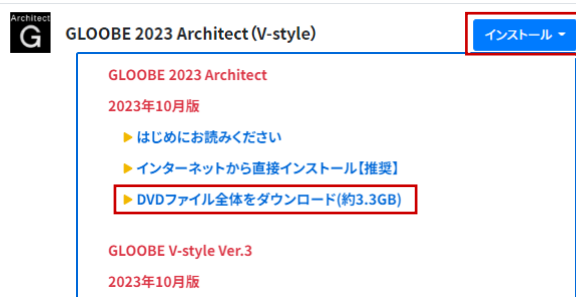 Architect
G
GLOOBE 2023 Architect（V-style）
インストール
GLOOBE 2023 Architect
2023年10月版
はじめにお読みください
インターネットから直接インストール【推奨】
DVDファイル全体をダウンロード(約3.3GB)
GLOOBE V-style Ver.3
2023年10月版